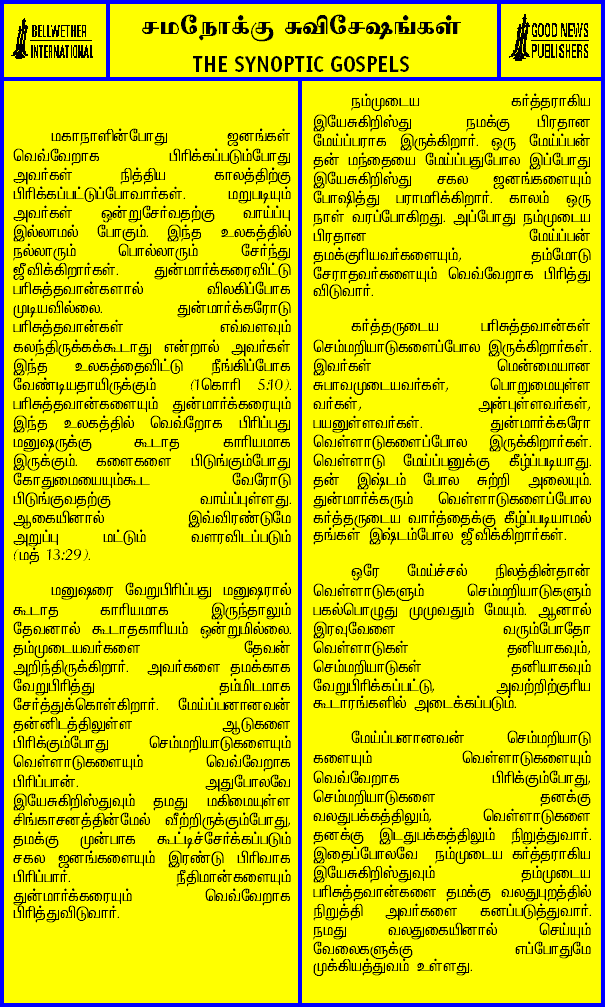 BELLWETHER
INTERNATIONAL
சமநோக்கு சுவிசேஷங்கள்
THE SYNOPTIC GOSPELS
GOOD NEWS
PUBLISHERS
மகாநாளின்போது ஜனங்கள்
வெவ்வேறாக பிரிக்கப்படும்போது
அவர்கள் நித்திய காலத்திற்கு
பிரிக்கப்பட்டுப்போவார்கள். மறுபடியும்
அவர்கள் ஒன்றுசேர்வதற்கு வாய்ப்பு
இல்லாமல் போகும். இந்த உலகத்தில்
நல்லாரும் பொல்லாரும் சேர்ந்து
ஜீவிக்கிறார்கள். துன்மார்க்கரைவிட்டு
பரிசுத்தவான்களால் விலகிப்போக
முடியவில்லை. துன்மார்க்கரோடு
பரிசுத்தவான்கள் எவ்வளவும்
கலந்திருக்கக்கூடாது என்றால் அவர்கள்
இந்த உலகத்தைவிட்டு நீங்கிப்போக
வேண்டியதாயிருக்கும் (1கொரி 5:10).
பரிசுத்தவான்களையும் துன்மார்க்கரையும்
இந்த உலகத்தில் வெவ்றோக பிரிப்பது
மனுஷருக்கு கூடாத காரியமாக
இருக்கும். களைகளை பிடுங்கும்போது
கோதுமையையும்கூட வேரோடு
பிடுங்குவதற்கு வாய்ப்புள்ளது.
ஆகையினால் இவ்விரண்டுமே
அறுப்பு மட்டும் வளரவிடப்படும்
(மத் 13:29).
மனுஷரை வேறுபிரிப்பது மனுஷரால்
கூடாத காரியமாக இருந்தாலும்
தேவனால் கூடாதகாரியம் ஒன்றுமில்லை.
தம்முடையவர்களை தேவன்
அறிந்திருக்கிறார். அவர்களை தமக்காக
வேறுபிரித்து தம்மிடமாக
சேர்த்துக்கொள்கிறார். மேய்ப்பனானவன்
தன்னிடத்திலுள்ள ஆடுகளை
பிரிக்கும்போது செம்மறியாடுகளையும்
வெள்ளாடுகளையும் வெவ்வேறாக
பிரிப்பான். அதுபோலவே
இயேசுகிறிஸ்துவும் தமது மகிமையுள்ள
சிங்காசனத்தின்மேல் வீற்றிருக்கும்போது,
தமக்கு முன்பாக கூட்டிச்சேர்க்கப்படும்
சகல ஜனங்களையும் இரண்டு பிரிவாக
பிரிப்பார். நீதிமான்களையும்
துன்மார்க்கரையும் வெவ்வேறாக
பிரித்துவிடுவார்.
நம்முடைய கர்த்தராகிய
இயேசுகிறிஸ்து நமக்கு பிரதான
மேய்ப்பராக இருக்கிறார். ஒரு மேய்ப்பன்
தன் மந்தையை மேய்ப்பதுபோல இப்போது
இயேசுகிறிஸ்து சகல ஜனங்களையும்
போஷித்து பராமரிக்கிறார். காலம் ஒரு
நாள் வரப்போகிறது. அப்போது நம்முடைய
பிரதான மேய்ப்பன்
தமக்குரியவர்களையும், தம்மோடு
சேராதவர்களையும் வெவ்வேறாக பிரித்து
விடுவார்.
கர்த்தருடைய பரிசுத்தவான்கள்
செம்மறியாடுகளைப்போல இருக்கிறார்கள்.
இவர்கள் மென்மையான
சுபாவமுடையவர்கள், பொறுமையுள்ள
வர்கள், அன்புள்ளவர்கள்,
பயனுள்ளவர்கள். துன்மார்க்கரோ
வெள்ளாடுகளைப்போல இருக்கிறார்கள்.
வெள்ளாடு மேய்ப்பனுக்கு கீழ்ப்படியாது.
தன் இஷ்டம் போல சுற்றி அலையும்.
துன்மார்க்கரும் வெள்ளாடுகளைப்போல
கர்த்தருடைய வார்த்தைக்கு கீழ்ப்படியாமல்
தங்கள் இஷ்டம்போல ஜீவிக்கிறார்கள்.
ஒரே மேய்ச்சல் நிலத்தின்தான்
வெள்ளாடுகளும் செம்மறியாடுகளும்
பகல்பொழுது முழுவதும் மேயும். ஆனால்
இரவுவேளை வரும்போதோ
வெள்ளாடுகள் தனியாகவும்,
செம்மறியாடுகள் தனியாகவும்
வேறுபிரிக்கப்பட்டு, அவற்றிற்குரிய
கூடாரங்களில் அடைக்கப்படும்.
மேய்ப்பனானவன் செம்மறியாடு
களையும் வெள்ளாடுகளையும்
வெவ்வேறாக பிரிக்கும்போது,
செம்மறியாடுகளை தனக்கு
வலதுபக்கத்திலும், வெள்ளாடுகளை
தனக்கு இடதுபக்கத்திலும் நிறுத்துவார்.
இதைப்போலவே நம்முடைய கர்த்தராகிய
இயேசுகிறிஸ்துவும் தம்முடைய
பரிசுத்தவான்களை தமக்கு வலதுபுறத்தில்
நிறுத்தி அவர்களை கனப்படுத்துவார்.
நமது வலதுகையினால் செய்யும்
வேலைகளுக்கு எப்போதுமே
முக்கியத்துவம் உள்ளது.